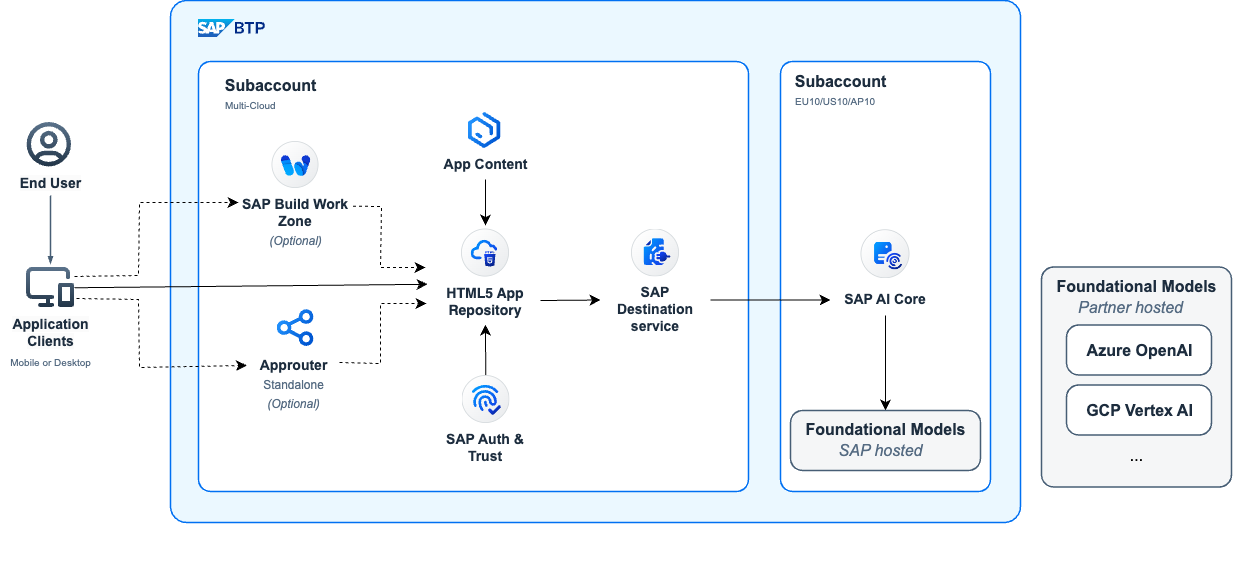 SAP BTP
Subaccount
Multi-Cloud
Subaccount
EU10/US10/AP10
End User
Application
Clients
Mobile or Desktop
SAP Build Work
Zone
(Optional)
Approuter
Standalone
(Optional)
App Content
HTML5 App
Repository
SAP Auth &
Trust
SAP
Destination
service
SAP AI Core
Foundational Models
SAP hosted
Foundational Models
Partner hosted
Azure OpenAI
GCP Vertex AI
...